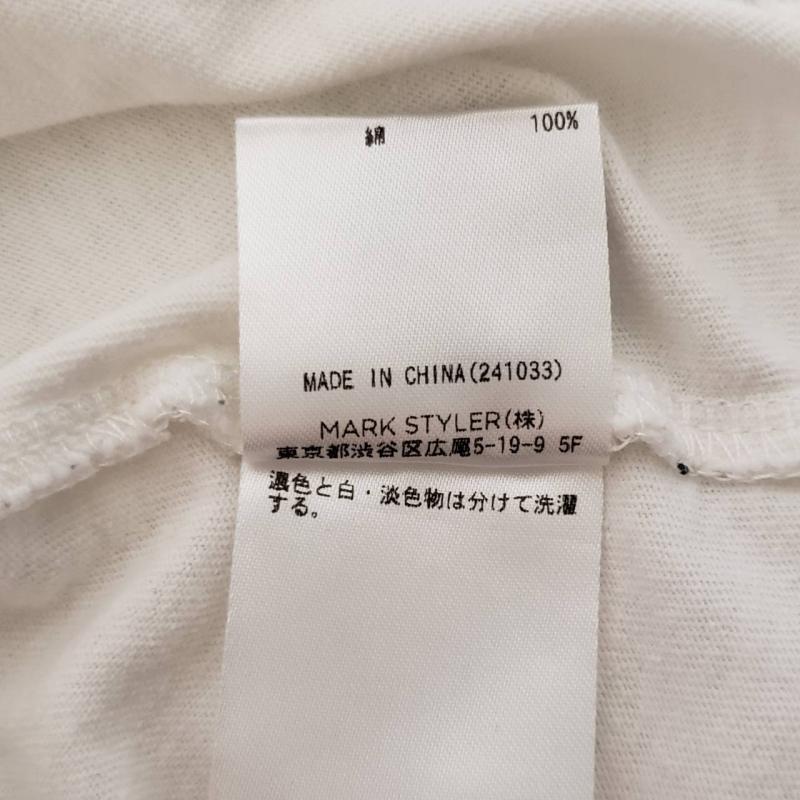 綿 100%
MADE IN CHINA(241033)
MARK STYLER(株)
東京都渋谷区広尾5-19-9 5F
濃色と白・淡色物は分けて洗濯
する。